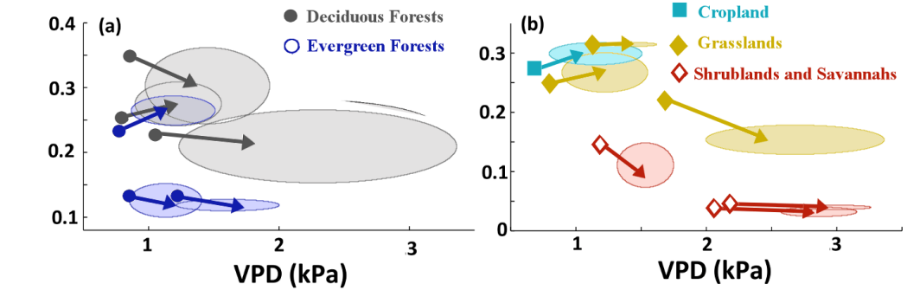 (a)
Deciduous Forests
Evergreen Forests
0.4
0.3
0.2
0.1
1
2
.3
VPD (kPa)
(b)
Cropland
Grasslands
Shrublands and Savannahs
0.3
0.2
0.1
0
1
2
.3
VPD (kPa)